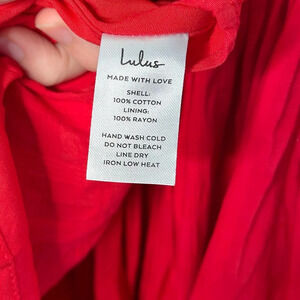 Lulus
MADE WITH LOVE
SHELL:
100% COTTON
LINING:
100% RAYON
HAND WASH COLD
DO NOT BLEACH
LINE DRY
IRON LOW HEAT